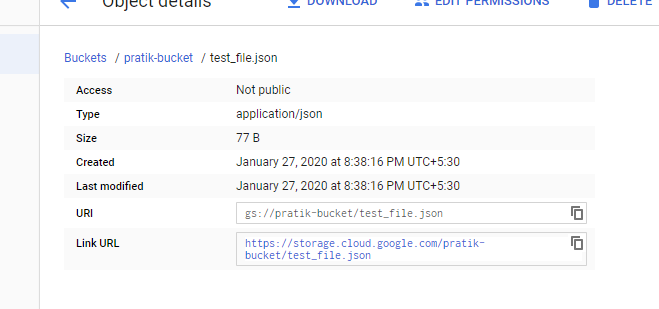 Object details DOWNLOAD EDIT PERMISSIONS DELETE
Buckets / pratik-bucket / test_file.json
Access Not public
Type application/json
Size 77 B
Created January 27, 2020 at 8:38:16 PM UTC+5:30
Last modified January 27, 2020 at 8:38:16 PM UTC+5:30
URI gs://pratik-bucket/test_file.json
Link URL https://storage.cloud.google.com/pratik-
bucket/test_file.json